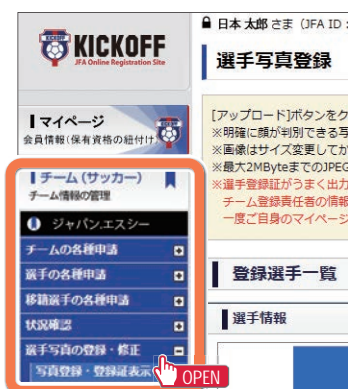 KICKOFF
JFA Online Registration Site
マイページ
会員情報(保有資格の紐付け)
チーム (サッカー)
チーム情報の管理
ジャパン.エスシー
チームの各種申請
選手の各種申請
移籍選手の各種申請
状況確認
選手写真の登録・修正
写真登録・登録証表示
OPEN
日本 太郎 さま (JFA ID :
選手写真登録
[アップロード]ボタンをク
※明確に顔が判別できる写
※画像はサイズ変更してか
※最大2MByteまでのJPEG
※選手登録証がうまく出力
チーム登録責任者の情報
一度ご自身のマイページ
登録選手一覧
選手情報